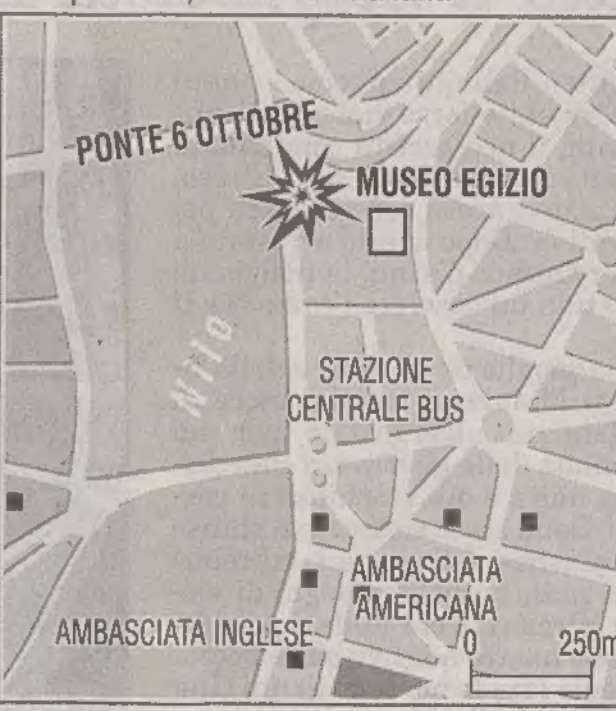 PONTE 6 OTTOBRE
MUSEO EGIZIO
Nilo
STAZIONE
CENTRALE BUS
AMBASCIATA
AMERICANA
AMBASCIATA INGLESE
0 250m